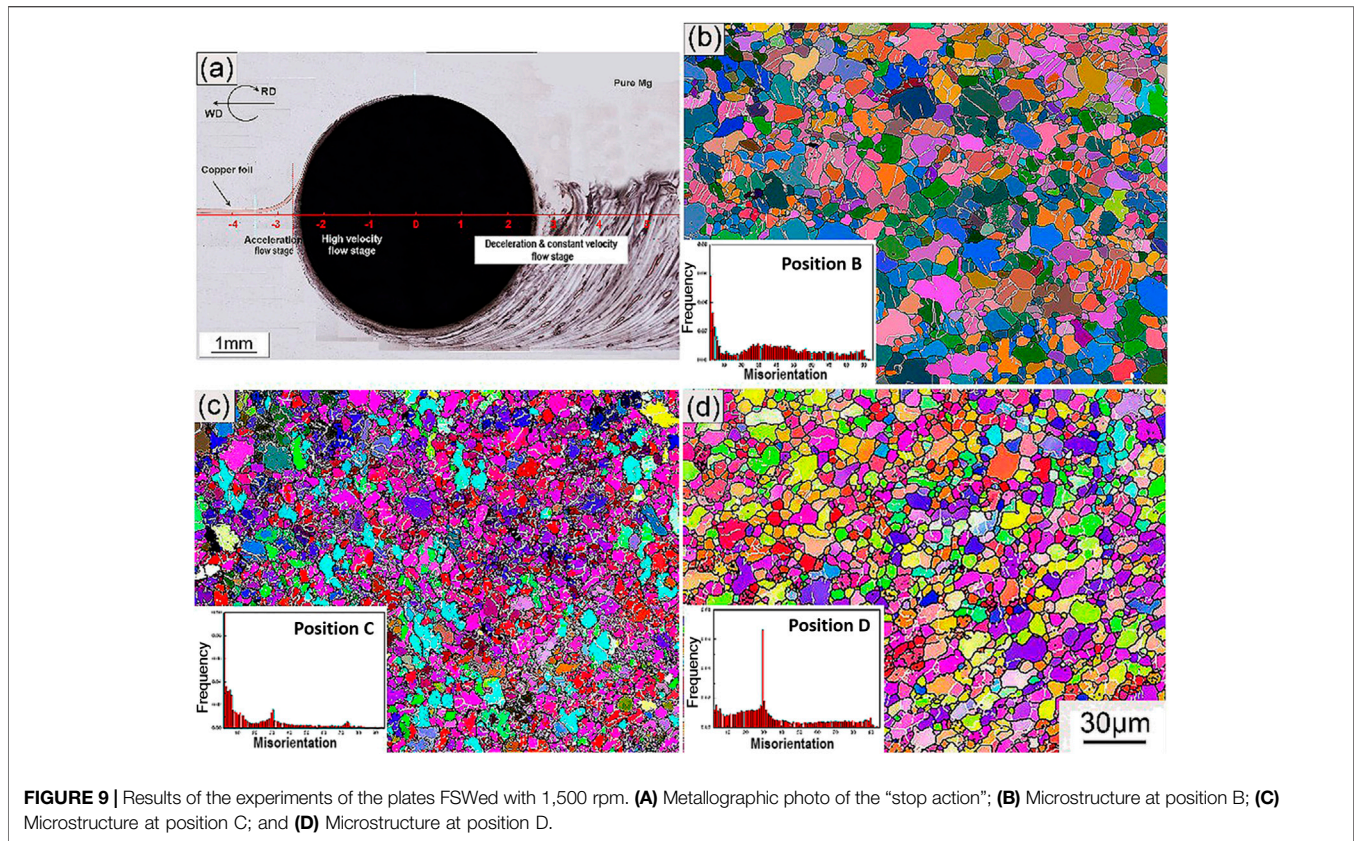 (a)
RD
WD
Pure Mg
Copper foil
-4 -3 -2 -1 0 1 2 3 4 5
Acceleration
flow stage
High velocity
flow stage
Deceleration & constant velocity
flow stage
1mm
(b)
Position B
Frequency
Misorientation
(c)
Position C
Frequency
Misorientation
(d)
Position D
Frequency
Misorientation
30μm
FIGURE 9 | Results of the experiments of the plates FSWed with 1,500 rpm. (A) Metallographic photo of the “stop action”; (B) Microstructure at position B; (C)
Microstructure at position C; and (D) Microstructure at position D.